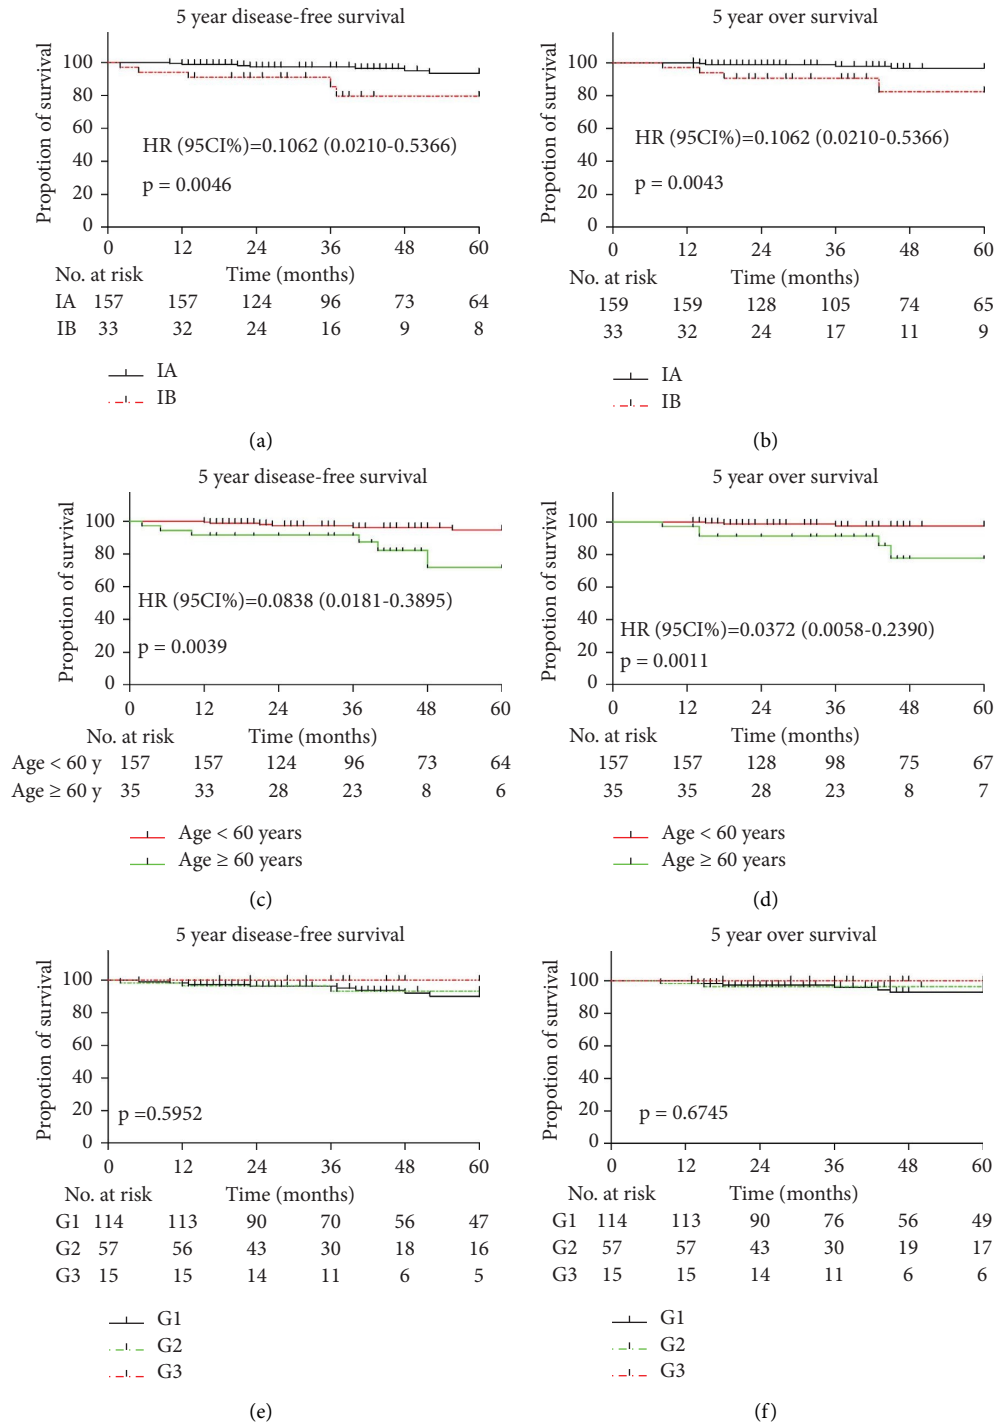 5 year disease-free survival
Propotion of survival
100
80
60
40
20
0
HR (95CI%)=0.1062 (0.0210-0.5366)
p = 0.0046
0 12 24 36 48 60
No. at risk Time (months)
IA 157 157 124 96 73 64
IB 33 32 24 16 9 8
IA
IB
(a)
5 year over survival
Propotion of survival
100
80
60
40
20
0
HR (95CI%)=0.1062 (0.0210-0.5366)
p = 0.0043
0 12 24 36 48 60
No. at risk Time (months)
159 159 128 105 74 65
33 32 24 17 11 9
IA
IB
(b)
5 year disease-free survival
Propotion of survival
100
80
60
40
20
0
HR (95CI%)=0.0838 (0.0181-0.3895)
p = 0.0039
0 12 24 36 48 60
No. at risk Time (months)
Age < 60 y 157 157 124 96 73 64
Age ≥ 60 y 35 33 28 23 8 6
Age < 60 years
Age ≥ 60 years
(c)
5 year over survival
Propotion of survival
100
80
60
40
20
0
HR (95CI%)=0.0372 (0.0058-0.2390)
p = 0.0011
0 12 24 36 48 60
No. at risk Time (months)
157 157 128 98 75 67
35 35 28 23 8 7
Age < 60 years
Age ≥ 60 years
(d)
5 year disease-free survival
Propotion of survival
100
80
60
40
20
0
p =0.5952
0 12 24 36 48 60
No. at risk Time (months)
G1 114 113 90 70 56 47
G2 57 56 43 30 18 16
G3 15 15 14 11 6 5
G1
G2
G3
(e)
5 year over survival
Propotion of survival
100
80
60
40
20
0
p = 0.6745
0 13 24 36 48 60
No. at risk Time (months)
G1 114 113 90 76 56 49
G2 57 57 43 30 19 17
G3 15 15 14 11 6 6
G1
G2
G3
(f)